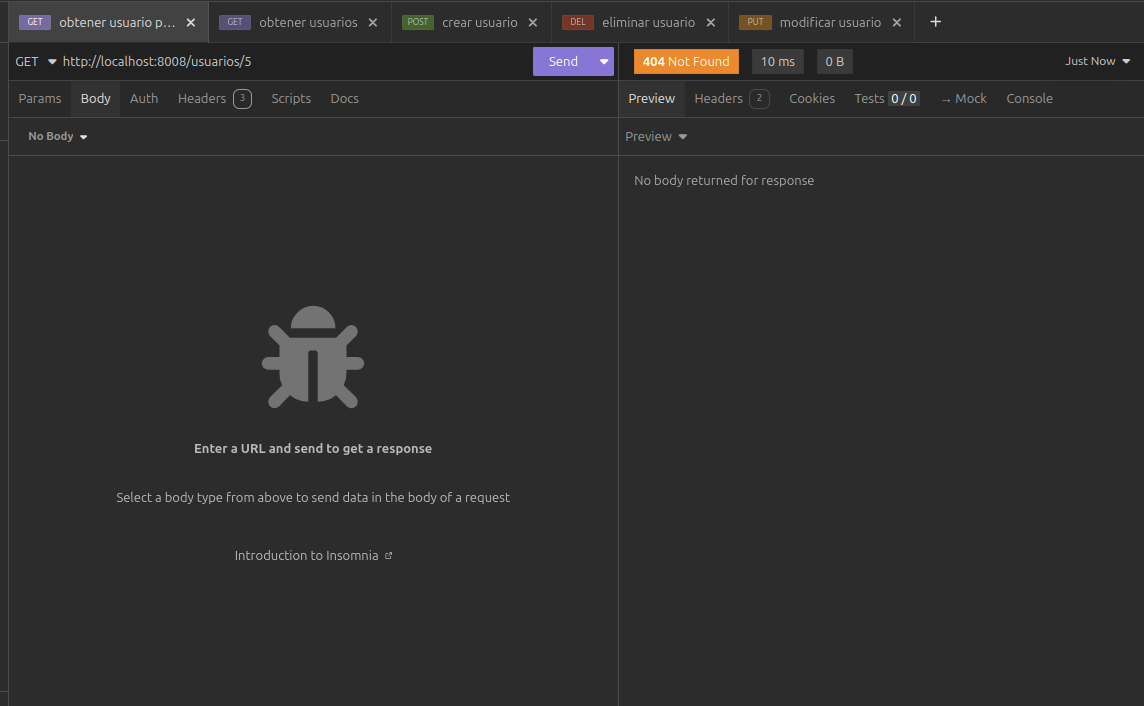 GET obtener usuario p... GET obtener usuarios POST crear usuario DEL eliminar usuario PUT modificar usuario
GET http://localhost:8008/usuarios/5 Send 404 Not Found 10 ms 0 B Just Now
Params Body Auth Headers 3 Scripts Docs Preview Headers 2 Cookies Tests 0 / 0 → Mock Console
No Body Preview
No body returned for response
Enter a URL and send to get a response
Select a body type from above to send data in the body of a request
Introduction to Insomnia